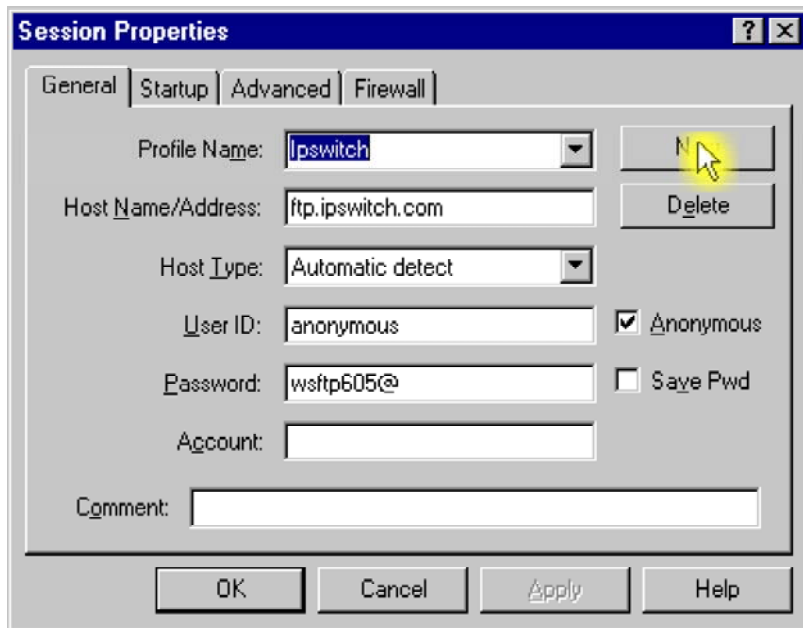 Session Properties
General Startup Advanced Firewall
Profile Name: Ipswitch
Host Name/Address: ftp.ipswitch.com Delete
Host Type: Automatic detect
User ID: anonymous Anonymous
Password: wsftp605@ Save Pwd
Account:
Comment:
OK Cancel Apply Help